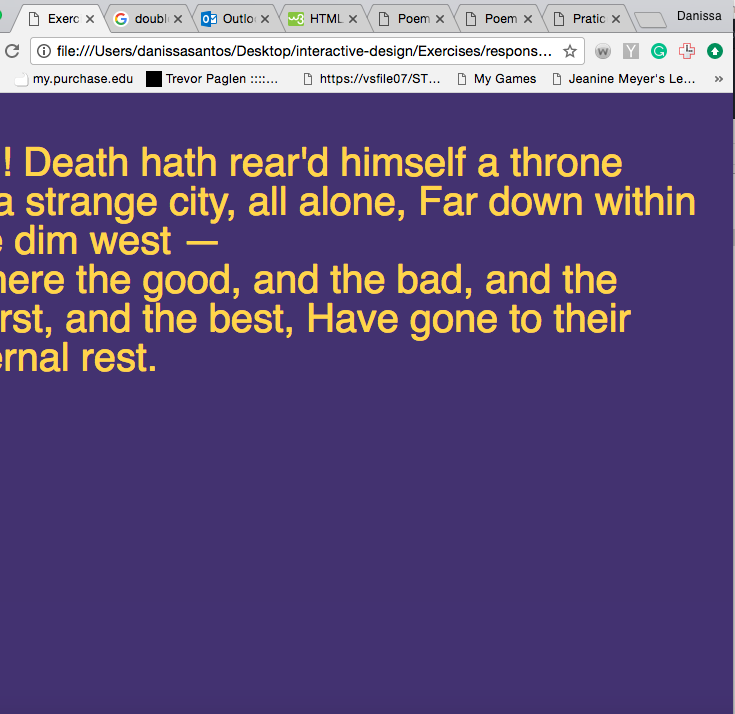 Exerc
doubl
Outlo
HTML
Poem
Poem
Pratic
Danissa
file:///Users/danissasantos/Desktop/interactive-design/Exercises/respons...
my.purchase.edu
Trevor Paglen ::::...
https://vsfile07/ST...
My Games
Jeanine Meyer's Le...
! Death hath rear'd himself a throne
a strange city, all alone, Far down within
e dim west —
here the good, and the bad, and the
rst, and the best, Have gone to their
ernal rest.